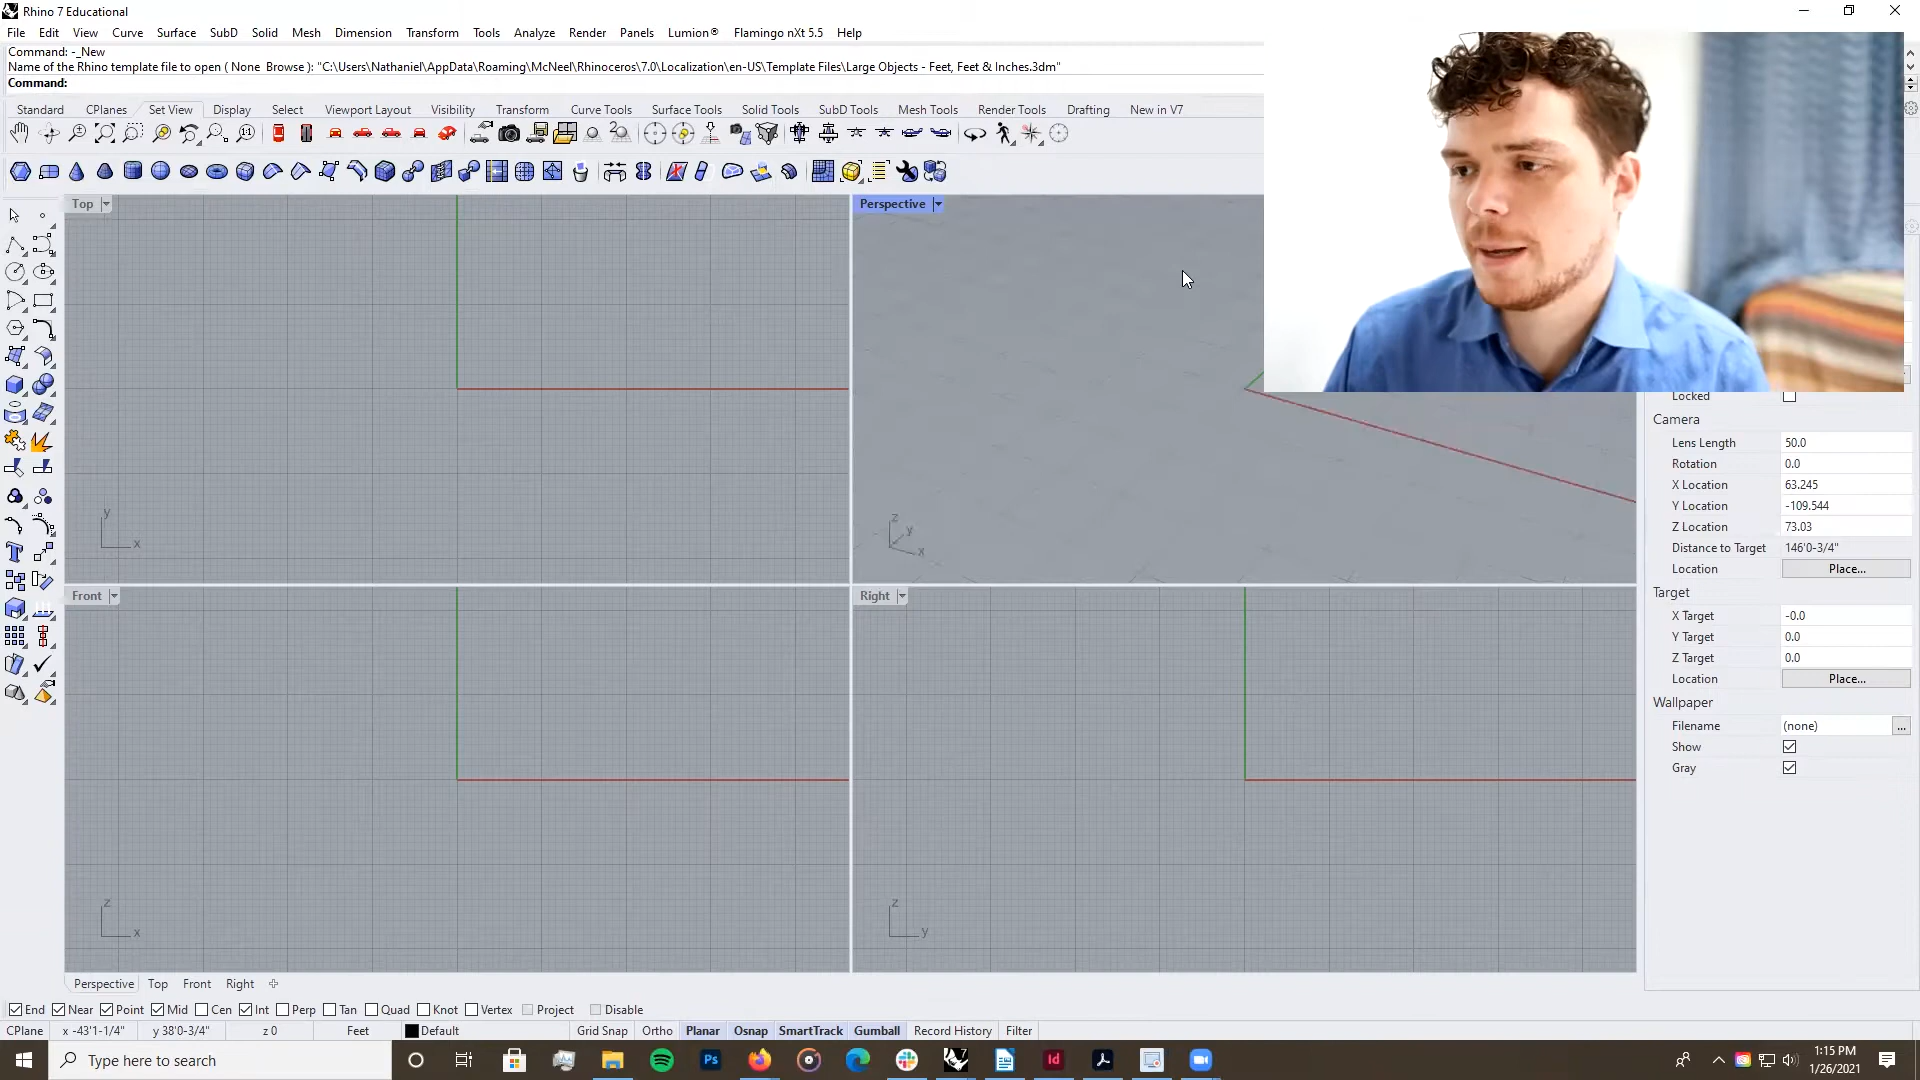 Rhino 7 Educational
File Edit View Curve Surface SubD Solid Mesh Dimension Transform Tools Analyze Render Panels Lumion® Flamingo nXt 5.5 Help
Command: -_New
Name of the Rhino template file to open ( None Browse ): "C:\Users\Nathaniel\AppData\Roaming\McNeel\Rhinoceros\7.0\Localization\en-US\Template Files\Large Objects - Feet, Feet & Inches.3dm"
Command:
Standard CPlanes Set View Display Select Viewport Layout Visibility Transform Curve Tools Surface Tools Solid Tools SubD Tools Mesh Tools Render Tools Drafting New in V7
Top Perspective
Locked
Camera
Lens Length 50.0
Rotation 0.0
X Location 63.245
Y Location -109.544
Z Location 73.03
Distance to Target 146'0-3/4"
Location Place...
Target
X Target -0.0
Y Target 0.0
Z Target 0.0
Location Place...
Wallpaper
Filename (none) ...
Show
Gray
y x
z y x
Front Right
z x
z y
Perspective Top Front Right
End Near Point Mid Cen Int Perp Tan Quad Knot Vertex Project Disable
CPlane x -43'1-1/4" y 38'0-3/4" z 0 Feet Default Grid Snap Ortho Planar Osnap SmartTrack Gumball Record History Filter
Type here to search Ps 7 Id
1:15 PM
1/26/2021